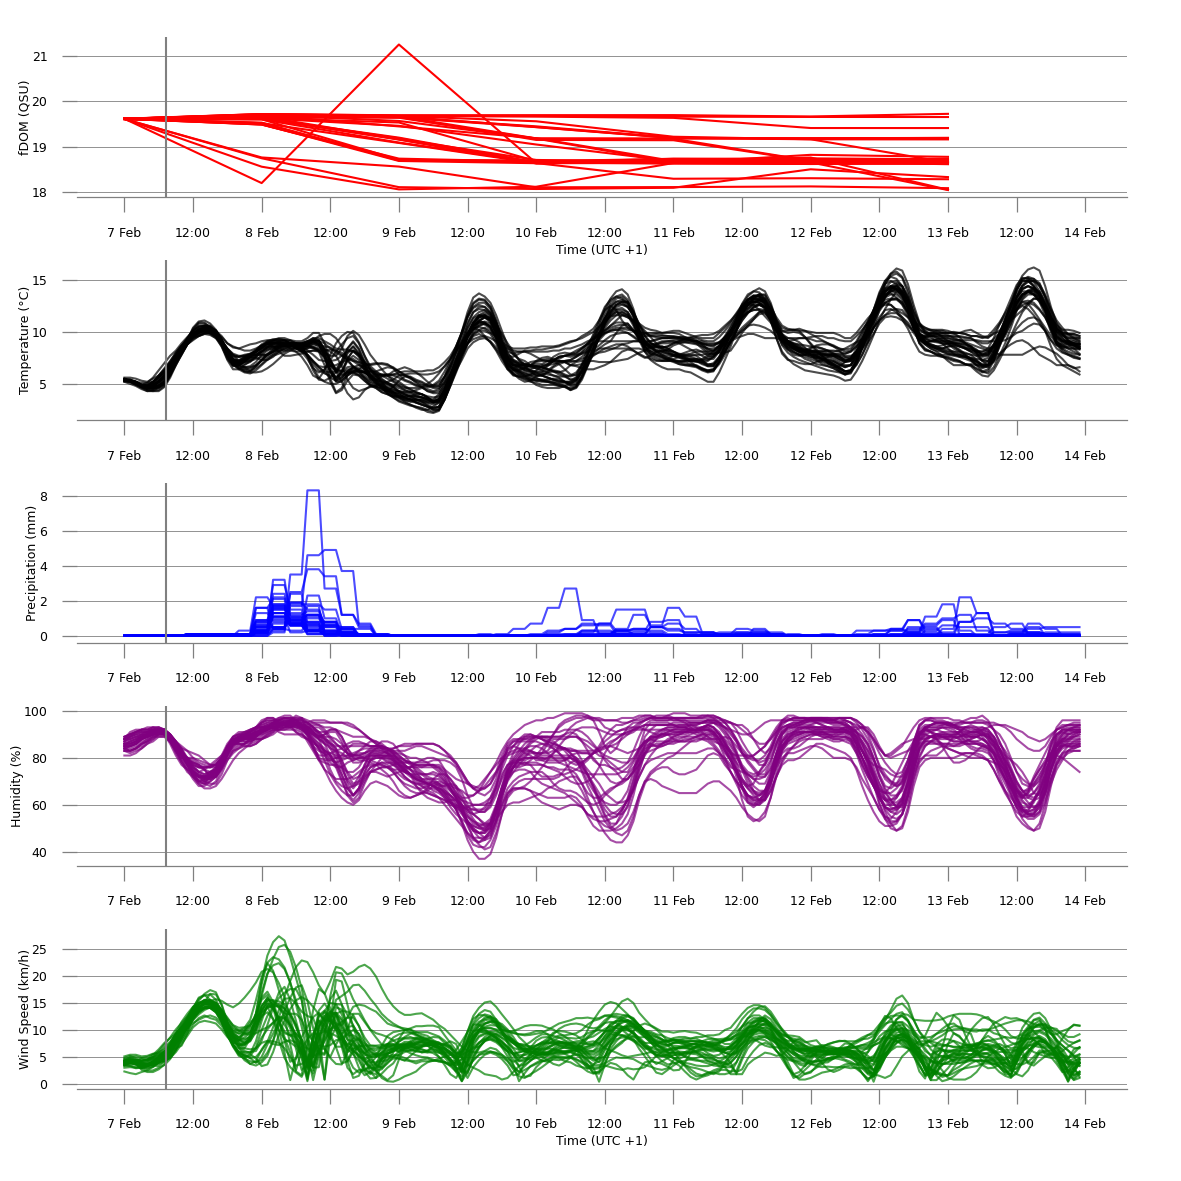 fDOM (QSU)
21
20
19
18
7 Feb 12:00 8 Feb 12:00 9 Feb 12:00 10 Feb 12:00 11 Feb 12:00 12 Feb 12:00 13 Feb 12:00 14 Feb
Time (UTC +1)
Temperature (°C)
15
10
5
7 Feb 12:00 8 Feb 12:00 9 Feb 12:00 10 Feb 12:00 11 Feb 12:00 12 Feb 12:00 13 Feb 12:00 14 Feb
Precipitation (mm)
8
6
4
2
0
7 Feb 12:00 8 Feb 12:00 9 Feb 12:00 10 Feb 12:00 11 Feb 12:00 12 Feb 12:00 13 Feb 12:00 14 Feb
Humidity (%)
100
80
60
40
7 Feb 12:00 8 Feb 12:00 9 Feb 12:00 10 Feb 12:00 11 Feb 12:00 12 Feb 12:00 13 Feb 12:00 14 Feb
Wind Speed (km/h)
25
20
15
10
5
0
7 Feb 12:00 8 Feb 12:00 9 Feb 12:00 10 Feb 12:00 11 Feb 12:00 12 Feb 12:00 13 Feb 12:00 14 Feb
Time (UTC +1)